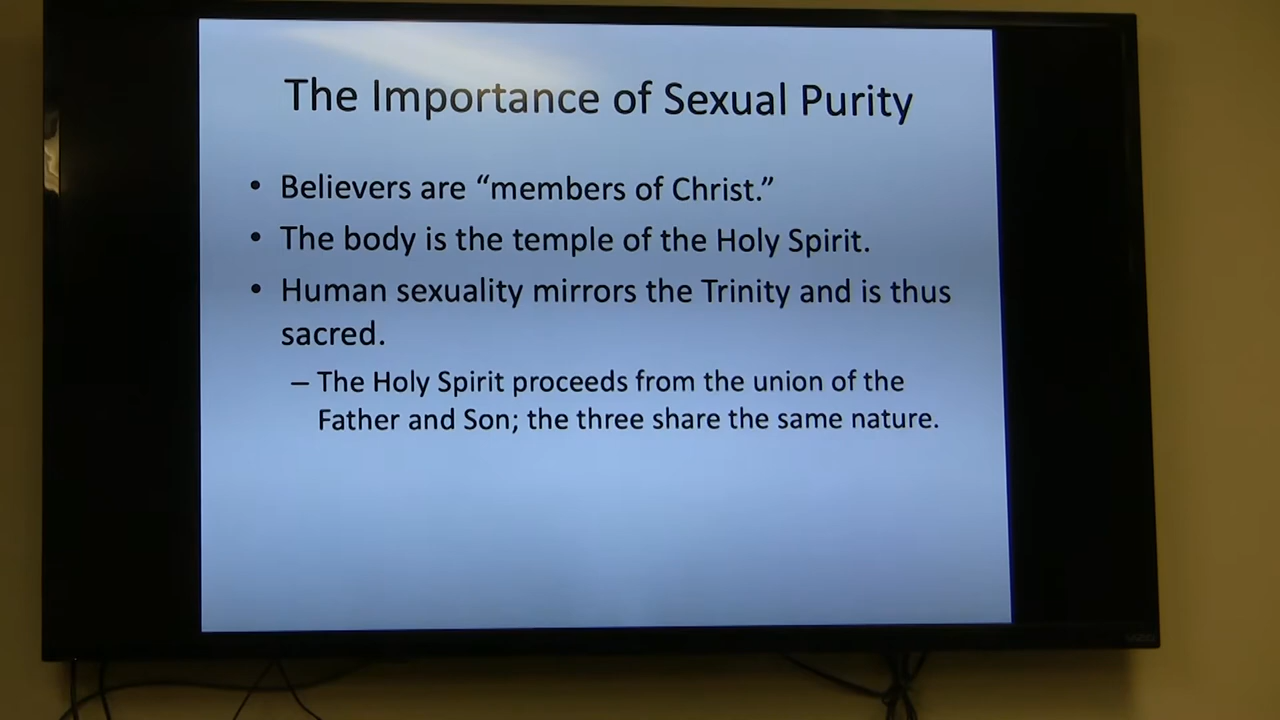 The Importance of Sexual Purity
• Believers are “members of Christ.”
• The body is the temple of the Holy Spirit.
• Human sexuality mirrors the Trinity and is thus
sacred.
– The Holy Spirit proceeds from the union of the
Father and Son; the three share the same nature.